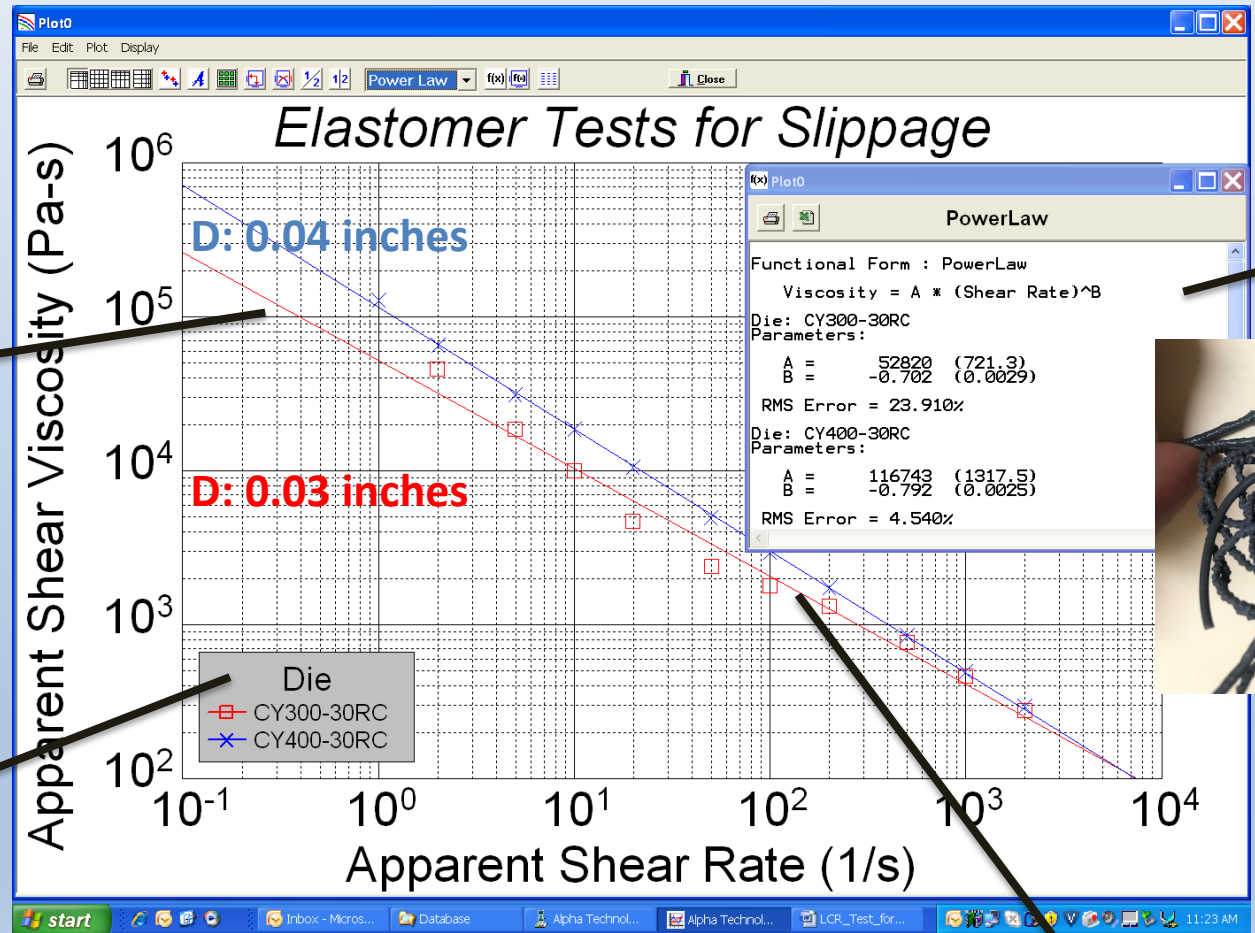 Plot0
File Edit Plot Display
A 1/2 1|2 Power Law f(x) f(x) Close
Elastomer Tests for Slippage
Apparent Shear Viscosity (Pa-s)
10^6
10^5
10^4
10^3
10^2
D: 0.04 inches
D: 0.03 inches
f(x) Plot0
PowerLaw
Functional Form : PowerLaw
Viscosity = A * (Shear Rate)^B
Die: CY300-30RC
Parameters:
A = 52820 (721.3)
B = -0.702 (0.0029)
RMS Error = 23.910%
Die: CY400-30RC
Parameters:
A = 116743 (1317.5)
B = -0.792 (0.0025)
RMS Error = 4.540%
Die
CY300-30RC
CY400-30RC
10^-1 10^0 10^1 10^2 10^3 10^4
Apparent Shear Rate (1/s)
start Inbox - Micros... Database Alpha Technol... Alpha Technol... LCR_Test_for... 11:23 AM